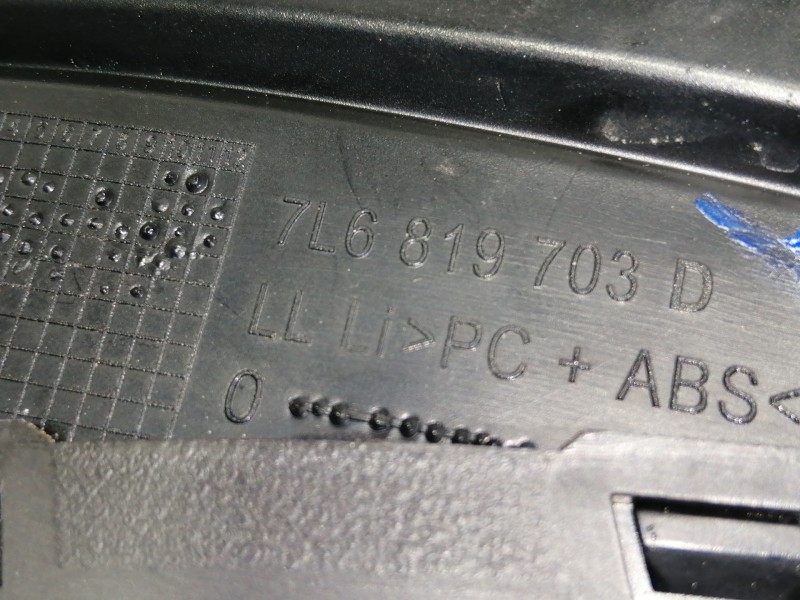 7L6 819 703 D
LL Li >PC + ABS<
0